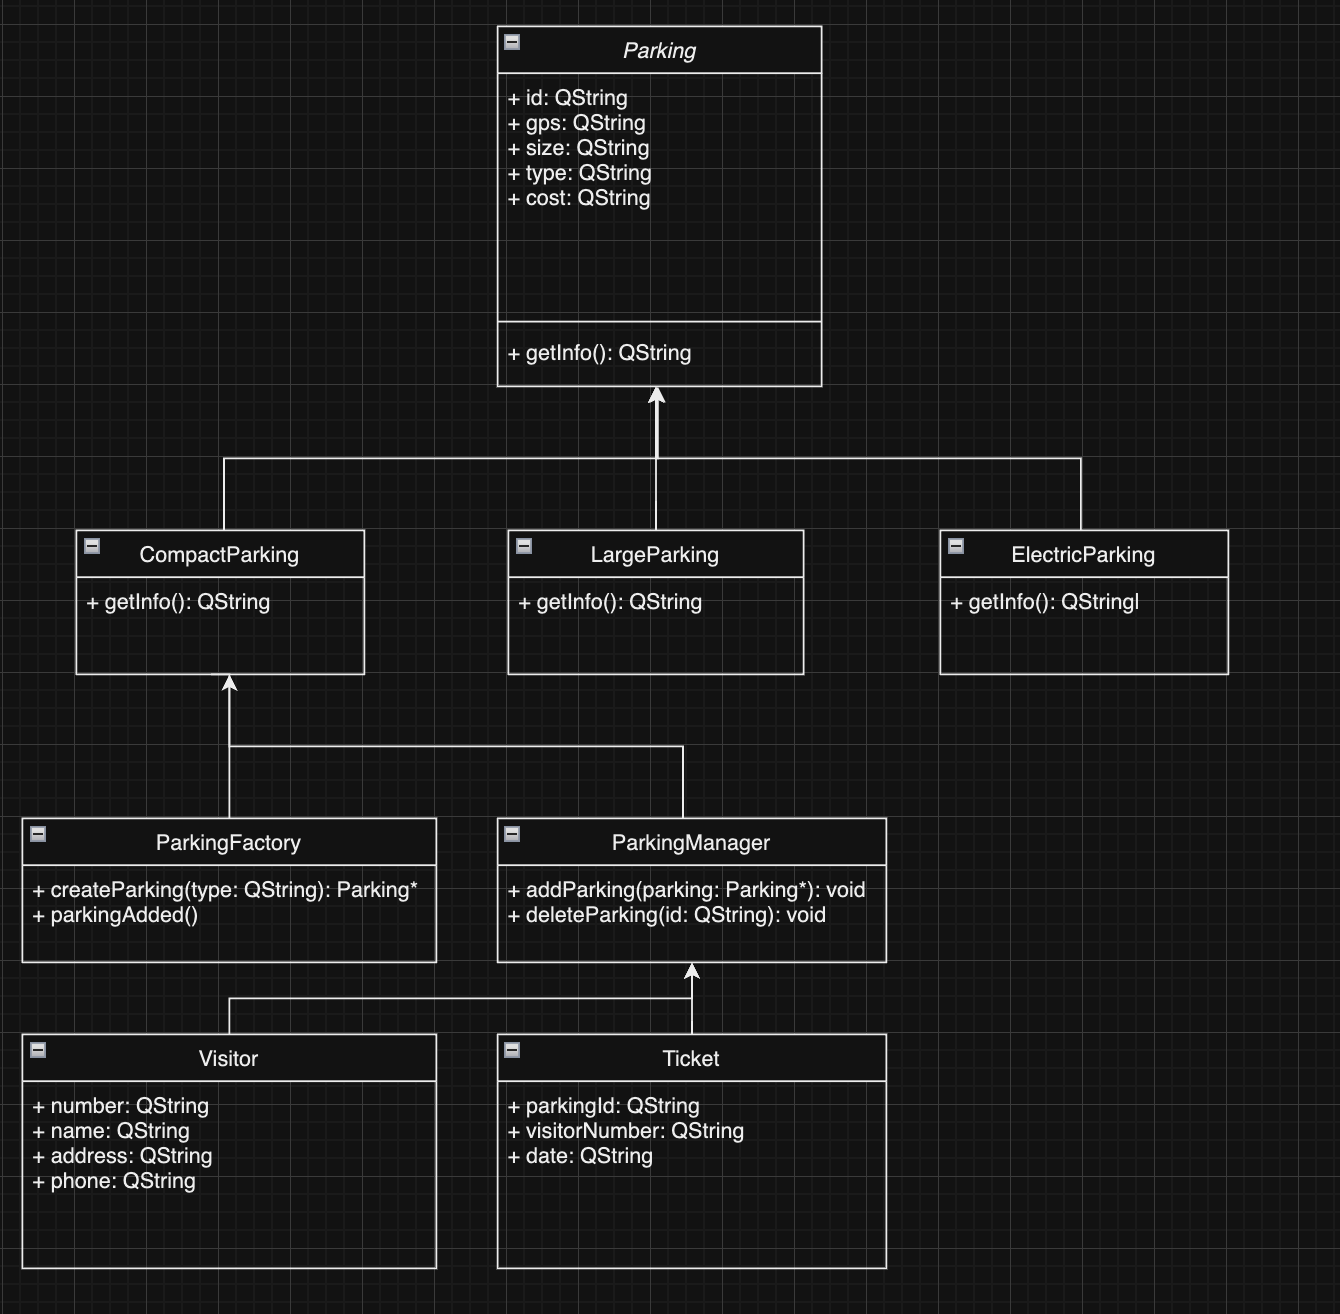 Parking
+ id: QString
+ gps: QString
+ size: QString
+ type: QString
+ cost: QString
+ getInfo(): QString
CompactParking
+ getInfo(): QString
LargeParking
+ getInfo(): QString
ElectricParking
+ getInfo(): QStringl
ParkingFactory
+ createParking(type: QString): Parking*
+ parkingAdded()
ParkingManager
+ addParking(parking: Parking*): void
+ deleteParking(id: QString): void
Visitor
+ number: QString
+ name: QString
+ address: QString
+ phone: QString
Ticket
+ parkingId: QString
+ visitorNumber: QString
+ date: QString